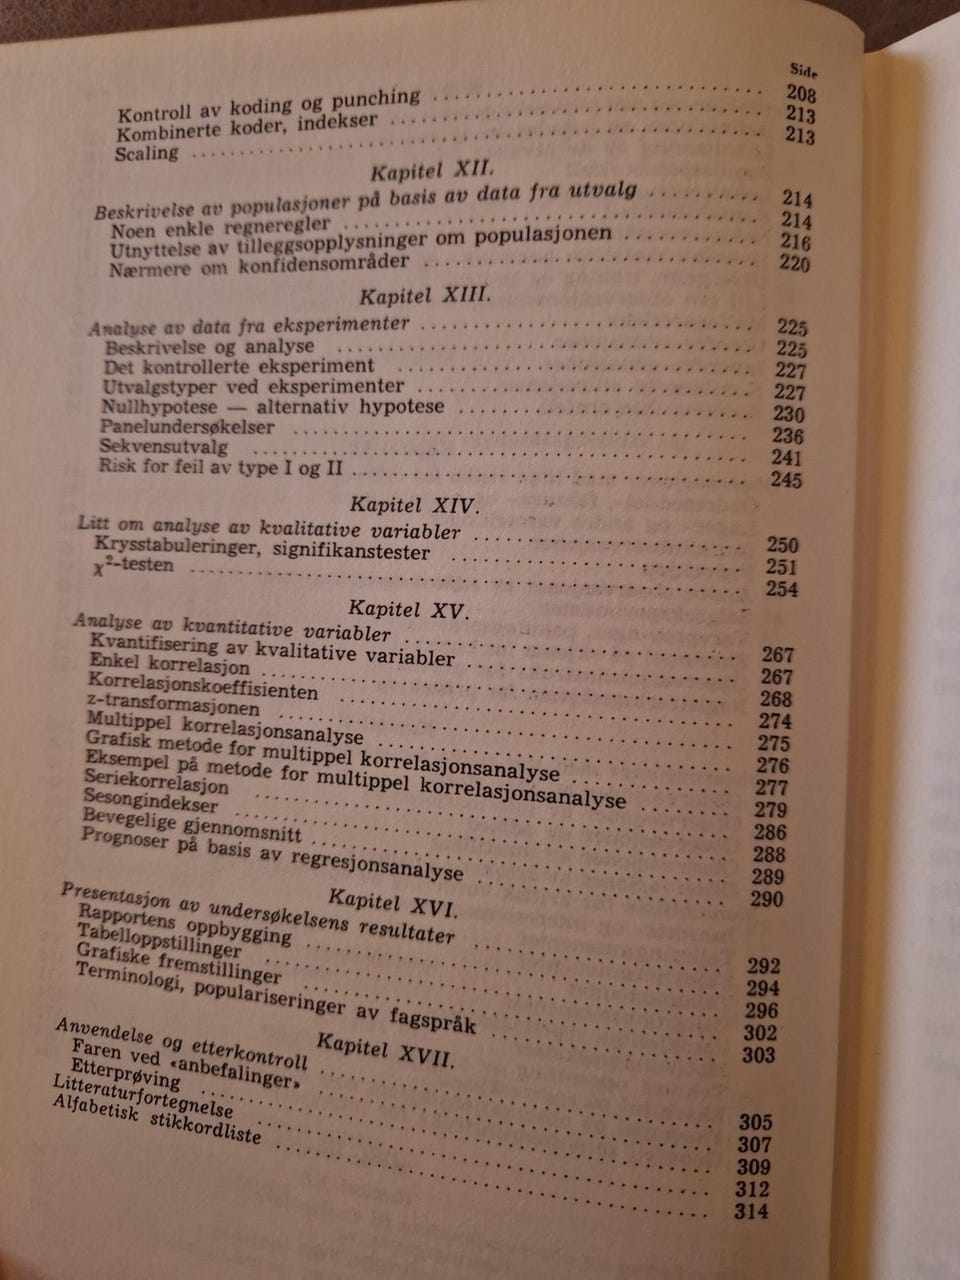 Side
Kontroll av koding og punching 208
Kombinerte koder, indekser 213
Scaling 213
Kapitel XII.
Beskrivelse av populasjoner på basis av data fra utvalg 214
Noen enkle regneregler 214
Utnyttelse av tilleggsopplysninger om populasjonen 216
Nærmere om konfidensområder 220
Kapitel XIII.
Analyse av data fra eksperimenter 225
Beskrivelse og analyse 225
Det kontrollerte eksperiment 227
Utvalgstyper ved eksperimenter 227
Nullhypotese — alternativ hypotese 230
Panelundersøkelser 236
Sekvensutvalg 241
Risk for feil av type I og II 245
Kapitel XIV.
Litt om analyse av kvalitative variabler 250
Krysstabuleringer, signifikanstester 251
χ²-testen 254
Kapitel XV.
Analyse av kvantitative variabler 267
Kvantifisering av kvalitative variabler 267
Enkel korrelasjon 268
Korrelasjonskoeffisienten 274
z-transformasjonen 275
Multippel korrelasjonsanalyse 276
Grafisk metode for multippel korrelasjonsanalyse 277
Eksempel på metode for multippel korrelasjonsanalyse 279
Seriekorrelasjon 286
Sesongindekser 288
Bevegelige gjennomsnitt 289
Prognoser på basis av regresjonsanalyse 290
Kapitel XVI.
Presentasjon av undersøkelsens resultater 292
Rapportens oppbygging 294
Tabelloppstillinger 296
Grafiske fremstillinger 302
Terminologi, populariseringer av fagspråk 303
Kapitel XVII.
Anvendelse og etterkontroll 305
Faren ved «anbefalinger» 307
Etterprøving 309
Litteraturfortegnelse 312
Alfabetisk stikkordliste 314